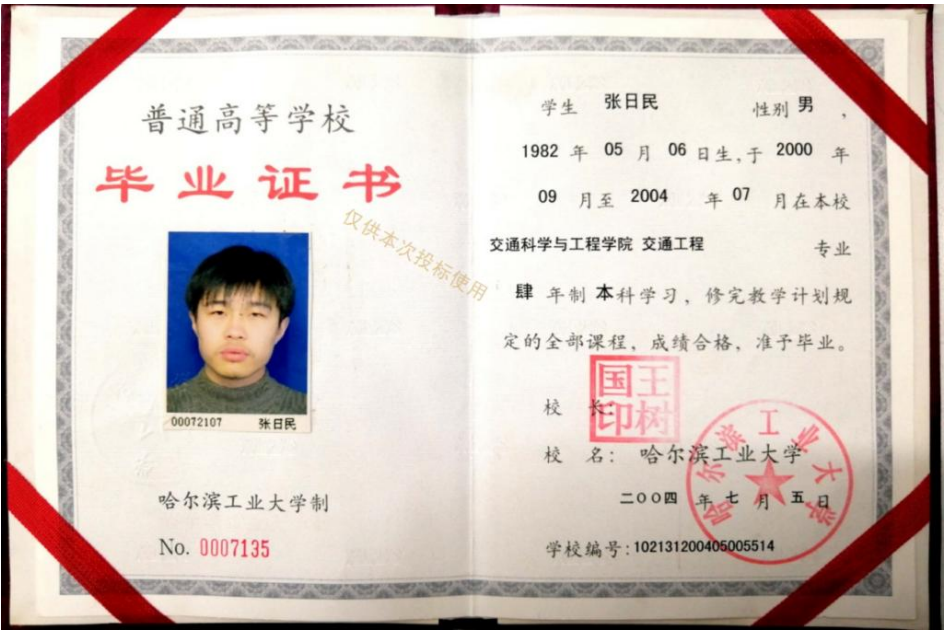 普通高等学校
毕业证书
仅供本次投标使用
00072107 张日民
哈尔滨工业大学制
No. 0007135
学生 张日民 性别 男 ,
1982 年 05 月 06 日生,于 2000 年
09 月至 2004 年 07 月在本校
交通科学与工程学院 交通工程 专业
肆 年制 本科学习, 修完教学计划规
定的全部课程, 成绩合格, 准予毕业。
校 长:
王树国印
校 名: 哈尔滨工业大学
哈尔滨工业大学
二〇〇四 年 七 月 五 日
学校编号:102131200405005514